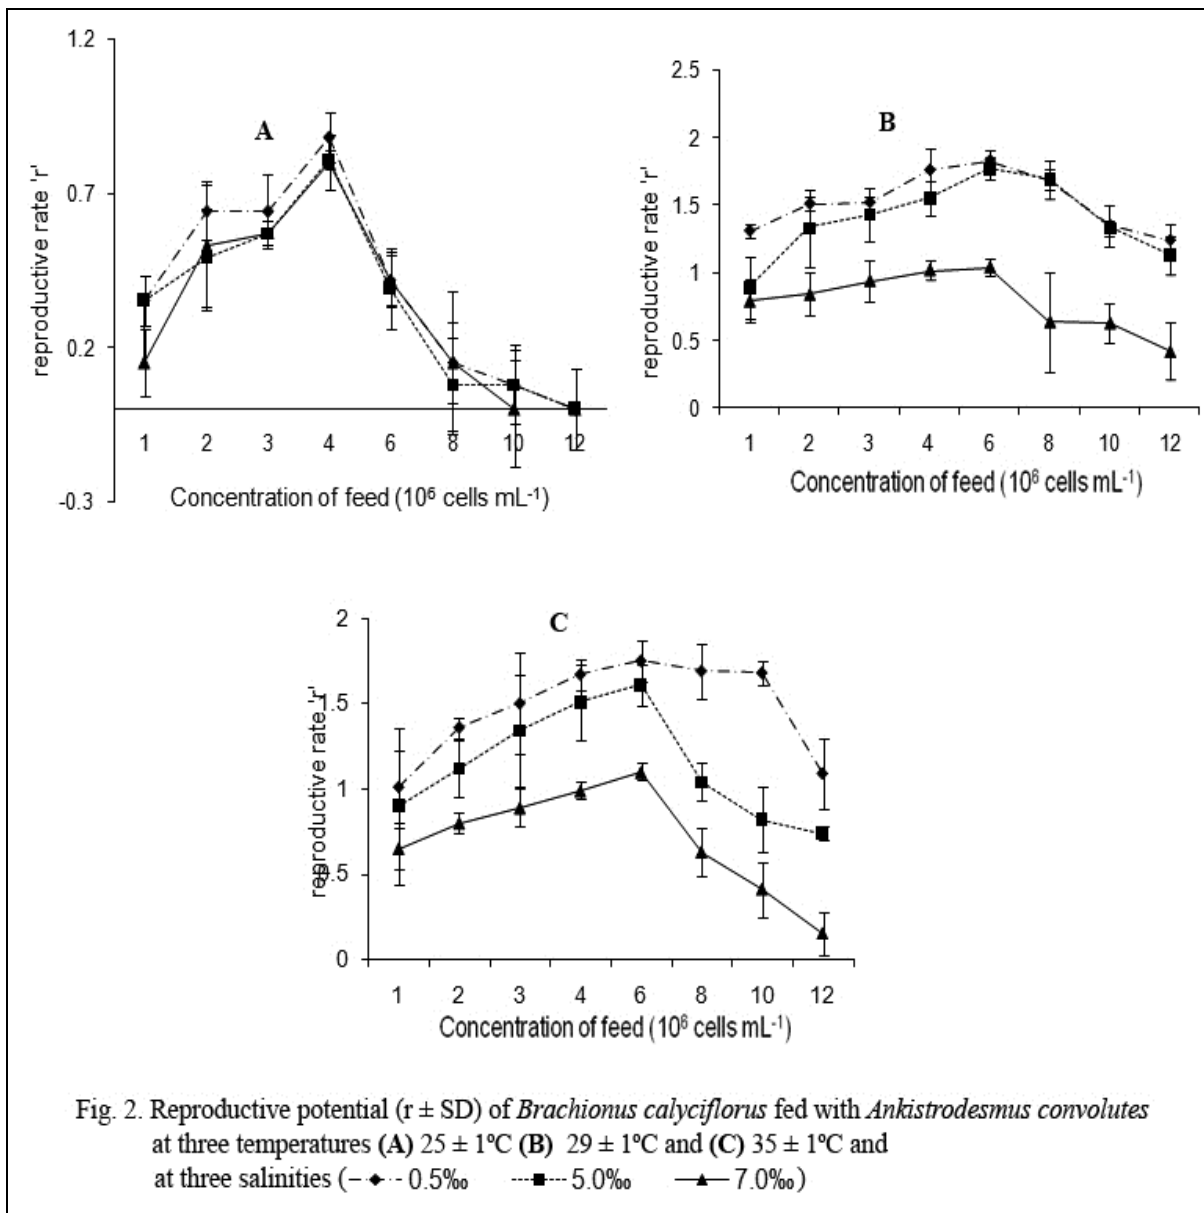 A
1.2
0.7
0.2
-0.3
reproductive rate 'r'
1 2 3 4 6 8 10 12
Concentration of feed (10⁶ cells mL⁻¹)
B
2.5
2
1.5
1
0.5
0
reproductive rate 'r'
1 2 3 4 6 8 10 12
Concentration of feed (10⁶ cells mL⁻¹)
C
2
1.5
1
0.5
0
reproductive rate 'r'
1 2 3 4 6 8 10 12
Concentration of feed (10⁶ cells mL⁻¹)
Fig. 2. Reproductive potential (r ± SD) of Brachionus calyciflorus fed with Ankistrodesmus convolutes
at three temperatures (A) 25 ± 1ºC (B) 29 ± 1ºC and (C) 35 ± 1ºC and
at three salinities ( 0.5‰ 5.0‰ 7.0‰)